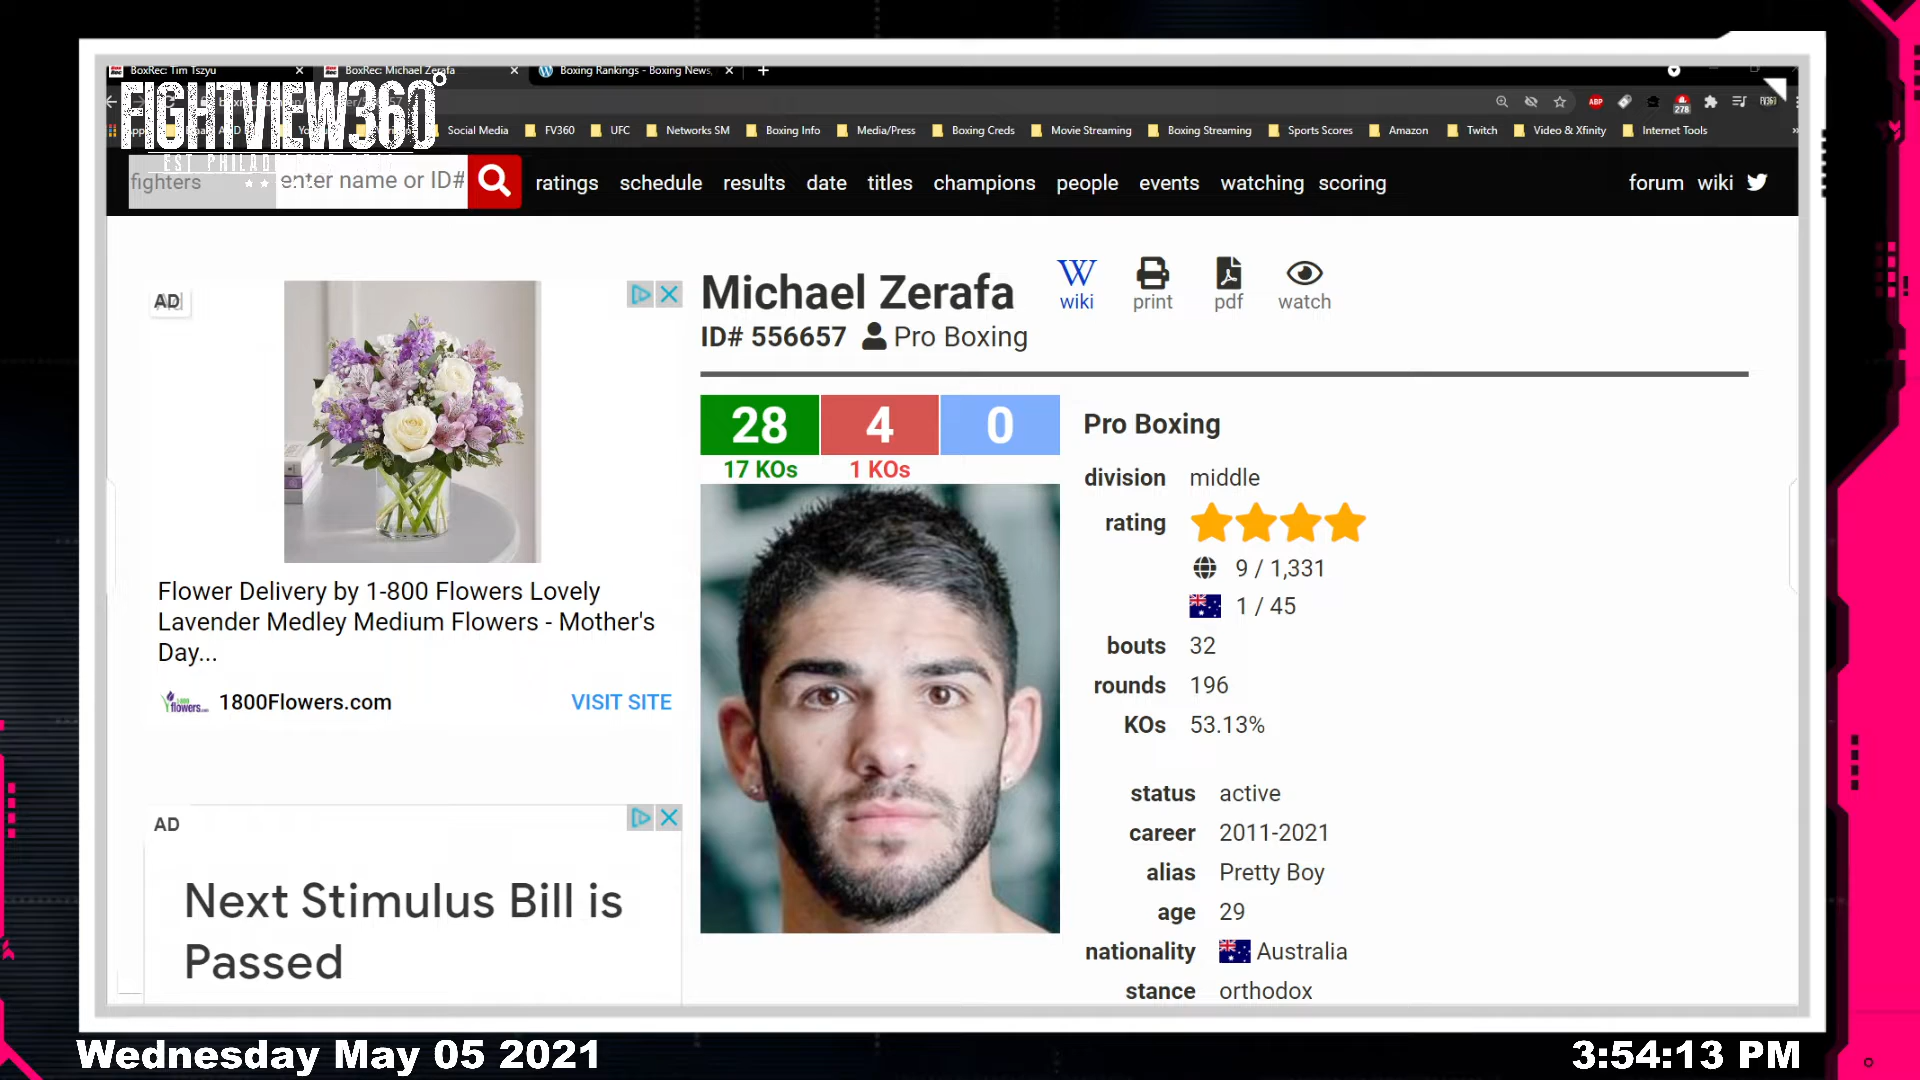 BoxRec: Tim Tszyu
BoxRec: Michael Zerafa
Boxing Rankings - Boxing News,
FIGHTVIEW360°
Social Media
FV360
UFC
Networks SM
Boxing Info
Media/Press
Boxing Creds
Movie Streaming
Boxing Streaming
Sports Scores
Amazon
Twitch
Video & Xfinity
Internet Tools
ABP
278
fighters
enter name or ID#
ratings
schedule
results
date
titles
champions
people
events
watching
scoring
forum
wiki
AD
Michael Zerafa
wiki
print
pdf
watch
ID# 556657
Pro Boxing
28
4
0
17 KOs
1 KOs
Pro Boxing
division middle
rating
9 / 1,331
1 / 45
bouts 32
rounds 196
KOs 53.13%
status active
career 2011-2021
alias Pretty Boy
age 29
nationality Australia
stance orthodox
Flower Delivery by 1-800 Flowers Lovely
Lavender Medley Medium Flowers - Mother's
Day...
1800Flowers.com
VISIT SITE
AD
Next Stimulus Bill is
Passed
Wednesday May 05 2021
3:54:13 PM